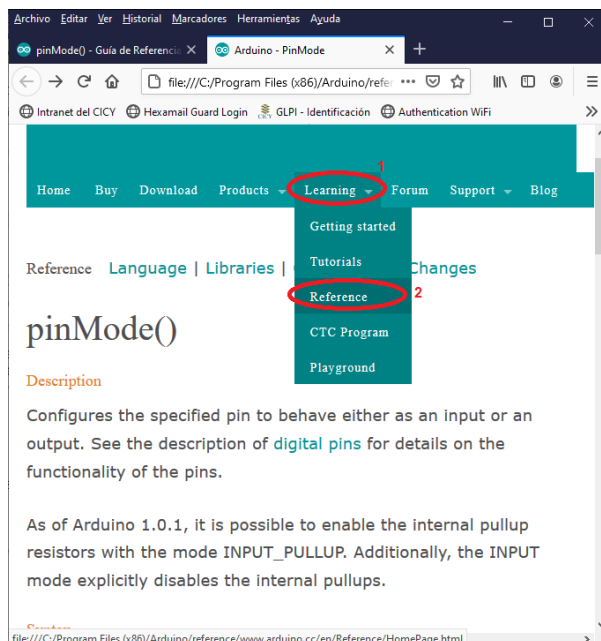 Archivo Editar Ver Historial Marcadores Herramientas Ayuda
pinMode() - Guía de Referencia
Arduino - PinMode
file:///C:/Program Files (x86)/Arduino/refer
Intranet del CICY Hexamail Guard Login GLPI - Identificación Authentication WiFi
1
Home Buy Download Products Learning Forum Support Blog
Getting started
Tutorials
Reference 2
CTC Program
Playground
Reference Language | Libraries | Changes
pinMode()
Description
Configures the specified pin to behave either as an input or an
output. See the description of digital pins for details on the
functionality of the pins.
As of Arduino 1.0.1, it is possible to enable the internal pullup
resistors with the mode INPUT_PULLUP. Additionally, the INPUT
mode explicitly disables the internal pullups.
file:///C:/Program Files (x86)/Arduino/reference/www.arduino.cc/en/Reference/HomePage.html